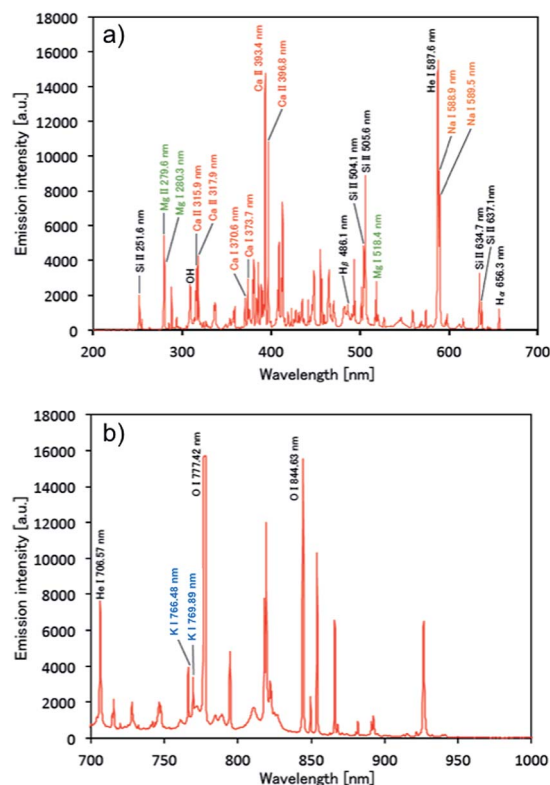 a)
Emission intensity [a.u.]
18000
16000
14000
12000
10000
8000
6000
4000
2000
0
Si II 251.6 nm
Mg II 279.6 nm
Mg I 280.3 nm
OH
Ca II 315.9 nm
Ca II 317.9 nm
Ca I 370.6 nm
Ca I 373.7 nm
Ca II 393.4 nm
Ca II 396.8 nm
Hβ 486.1 nm
Si II 504.1 nm
Si II 505.6 nm
Mg I 518.4 nm
He I 587.6 nm
Na I 588.9 nm
Na I 589.5 nm
Si II 634.7 nm
Si II 637.1nm
Hα 656.3 nm
200 300 400 500 600 700
Wavelength [nm]
b)
Emission intensity [a.u.]
18000
16000
14000
12000
10000
8000
6000
4000
2000
0
He I 706.57 nm
K I 766.48 nm
K I 769.89 nm
O I 777.42 nm
O I 844.63 nm
700 750 800 850 900 950 1000
Wavelength [nm]